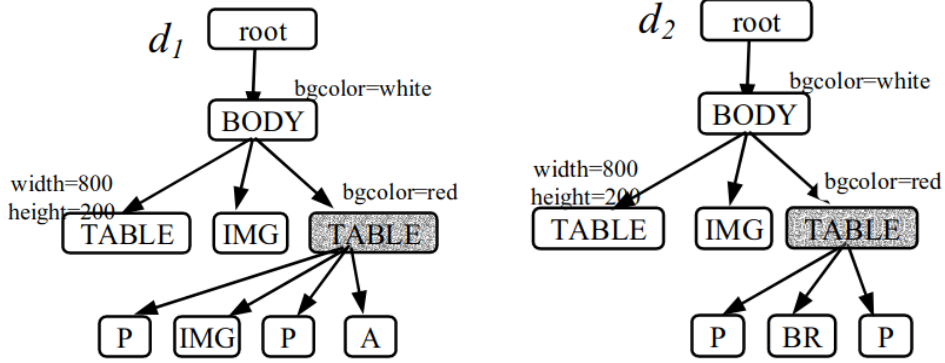 d1
root
bgcolor=white
BODY
width=800
height=200
bgcolor=red
TABLE
IMG
TABLE
P
IMG
P
A
d2
root
bgcolor=white
BODY
width=800
height=200
bgcolor=red
TABLE
IMG
TABLE
P
BR
P